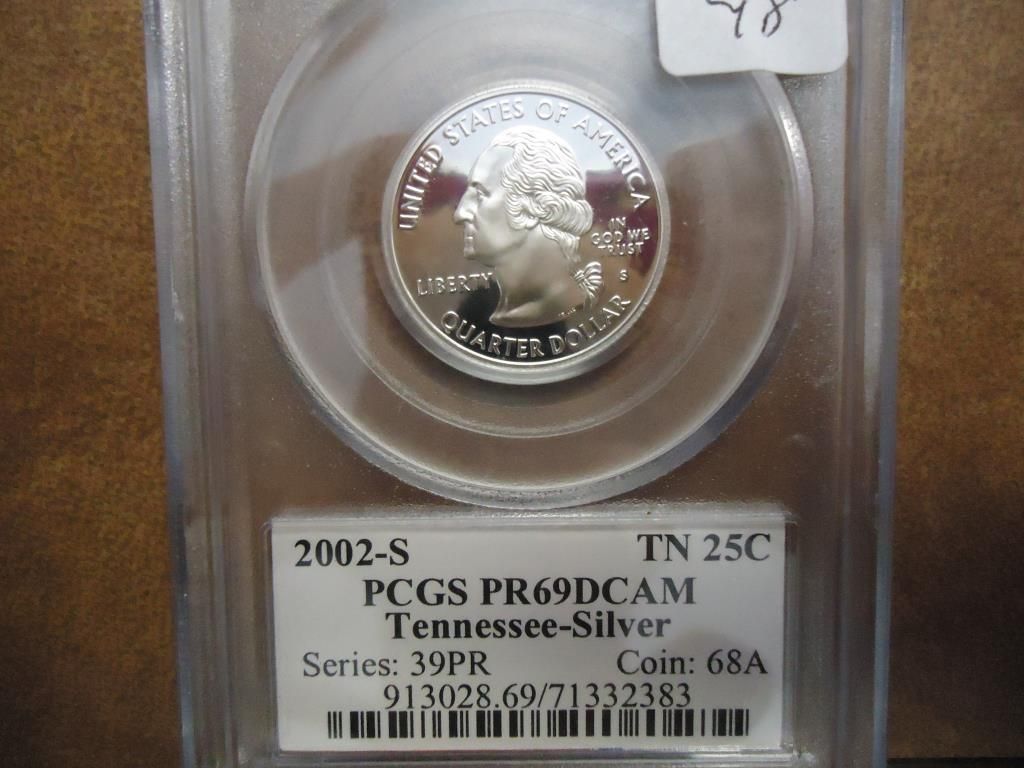 48
UNITED STATES OF AMERICA
LIBERTY
IN
GOD WE
TRUST
S
QUARTER DOLLAR
2002-S TN 25C
PCGS PR69DCAM
Tennessee-Silver
Series: 39PR Coin: 68A
913028.69/71332383